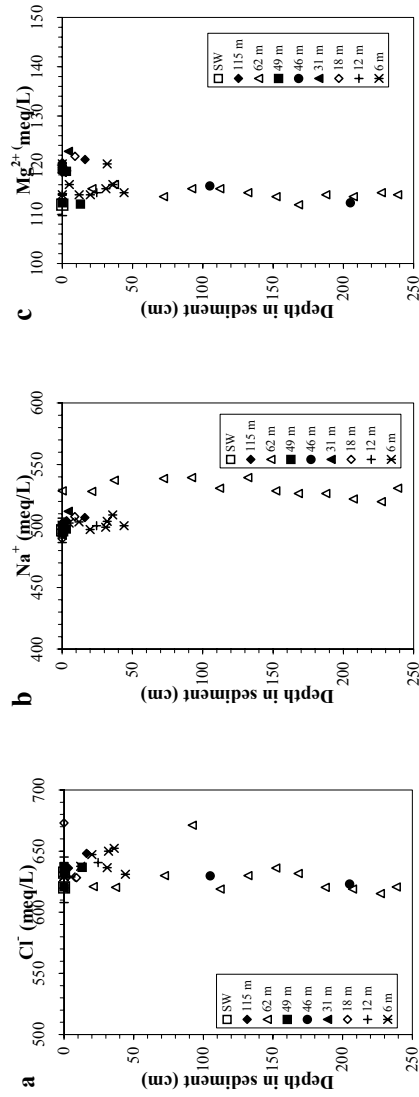 a
Cl⁻ (meq/L)
500
550
600
650
700
0
50
100
150
200
250
Depth in sediment (cm)
SW
115 m
62 m
49 m
46 m
31 m
18 m
12 m
6 m
b
Na⁺ (meq/L)
400
450
500
550
600
0
50
100
150
200
250
Depth in sediment (cm)
SW
115 m
62 m
49 m
46 m
31 m
18 m
12 m
6 m
c
Mg²⁺ (meq/L)
100
110
120
130
140
150
0
50
100
150
200
250
Depth in sediment (cm)
SW
115 m
62 m
49 m
46 m
31 m
18 m
12 m
6 m